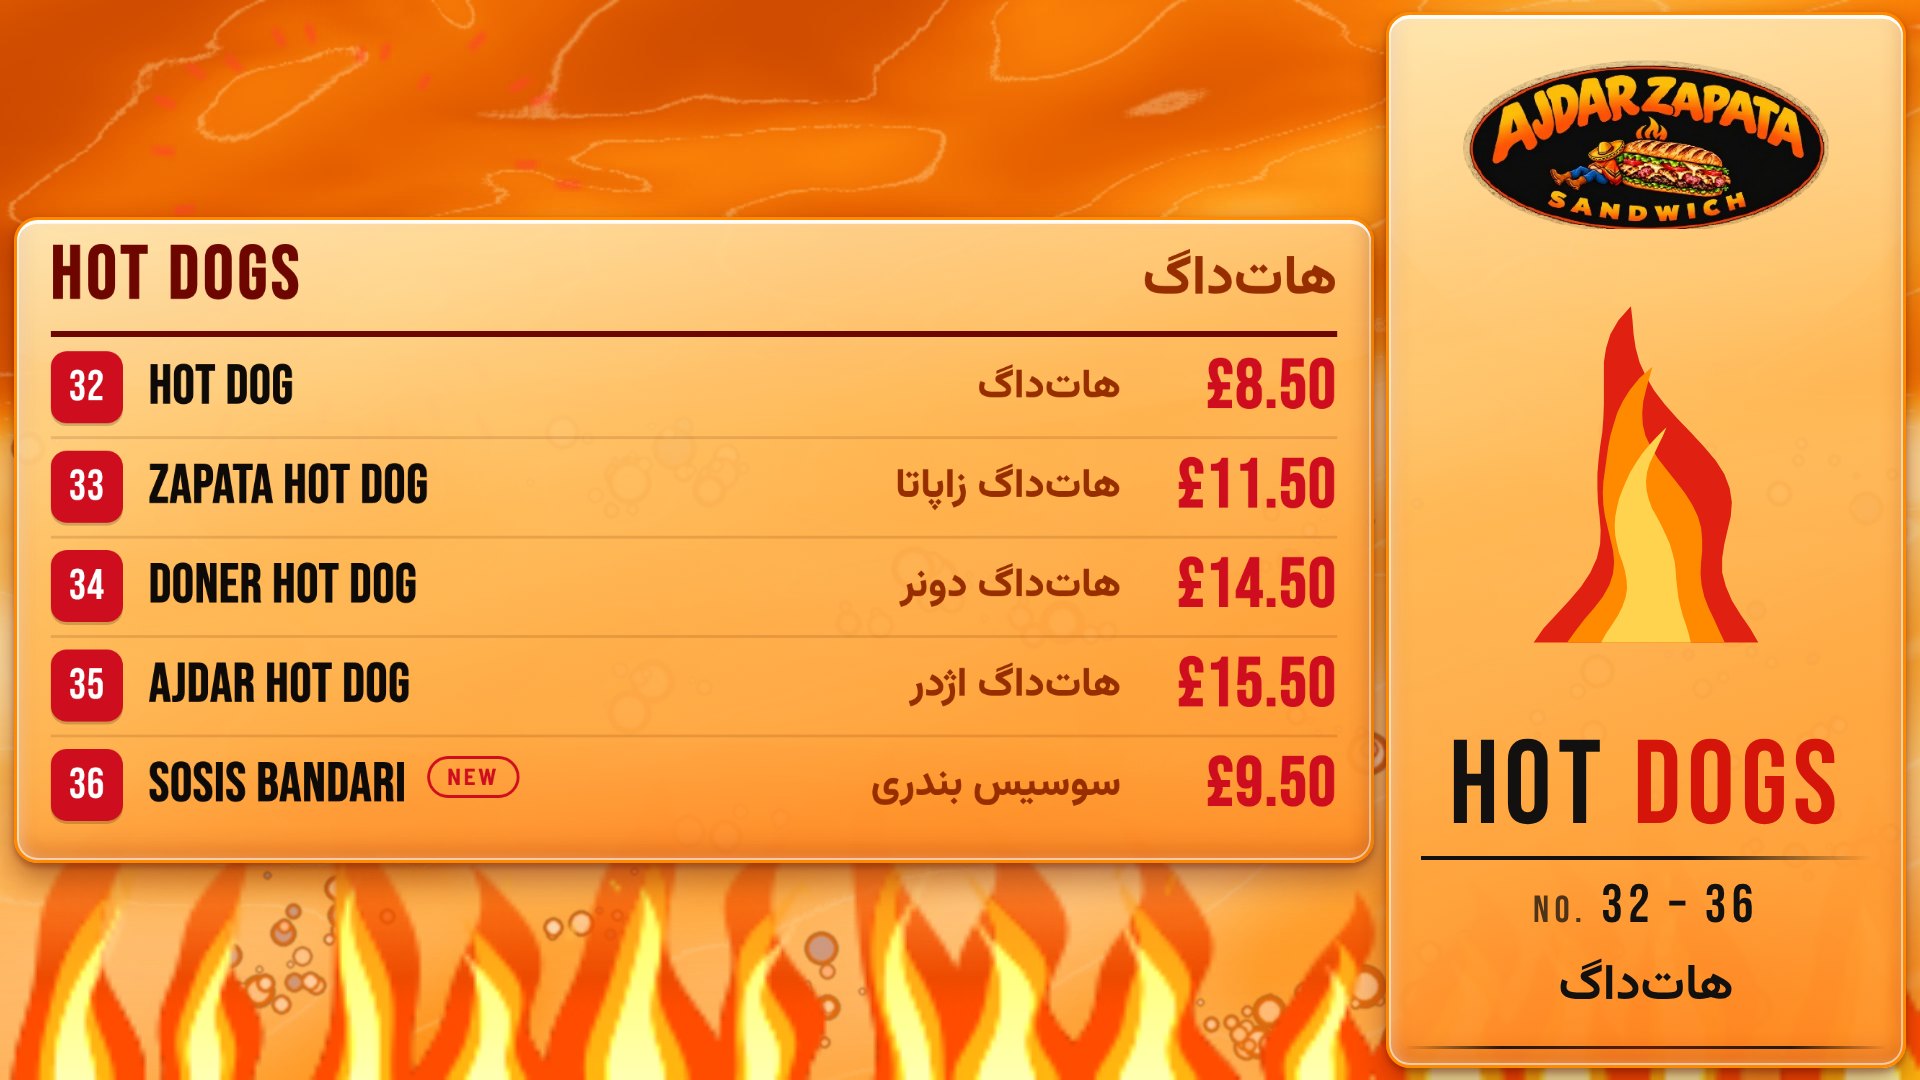 HOT DOGS هات‌داگ
32 HOT DOG هات‌داگ £8.50
33 ZAPATA HOT DOG هات‌داگ زاپاتا £11.50
34 DONER HOT DOG هات‌داگ دونر £14.50
35 AJDAR HOT DOG هات‌داگ اژدر £15.50
36 SOSIS BANDARI NEW سوسیس بندری £9.50
AJDAR ZAPATA
SANDWICH
HOT DOGS
NO. 32 – 36
هات‌داگ